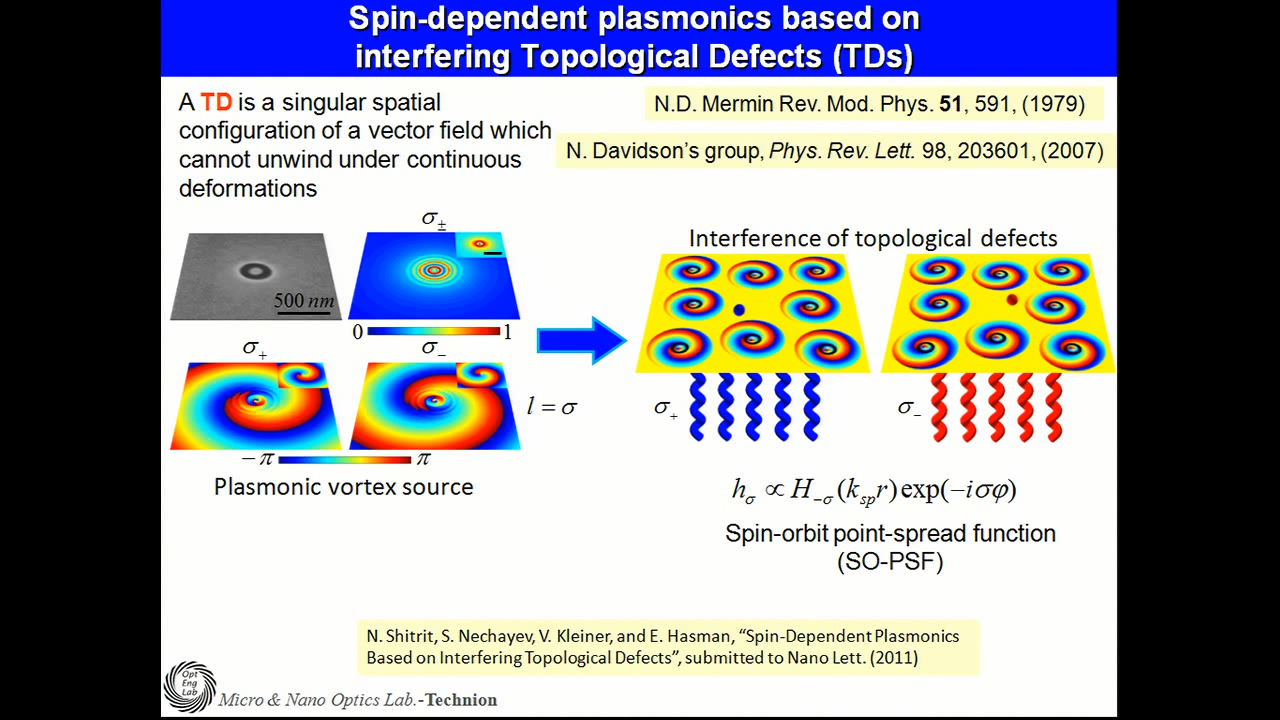 Spin-dependent plasmonics based on
interfering Topological Defects (TDs)
A TD is a singular spatial
configuration of a vector field which
cannot unwind under continuous
deformations
N.D. Mermin Rev. Mod. Phys. 51, 591, (1979)
N. Davidson's group, Phys. Rev. Lett. 98, 203601, (2007)
σ±
500 nm
0 1
σ+ σ−
l = σ
−π π
Plasmonic vortex source
Interference of topological defects
σ+ σ−
hσ ∝ H−σ(kspr)exp(−iσφ)
Spin-orbit point-spread function
(SO-PSF)
N. Shitrit, S. Nechayev, V. Kleiner, and E. Hasman, “Spin-Dependent Plasmonics
Based on Interfering Topological Defects”, submitted to Nano Lett. (2011)
Opt
Eng
Lab
Micro & Nano Optics Lab.-Technion